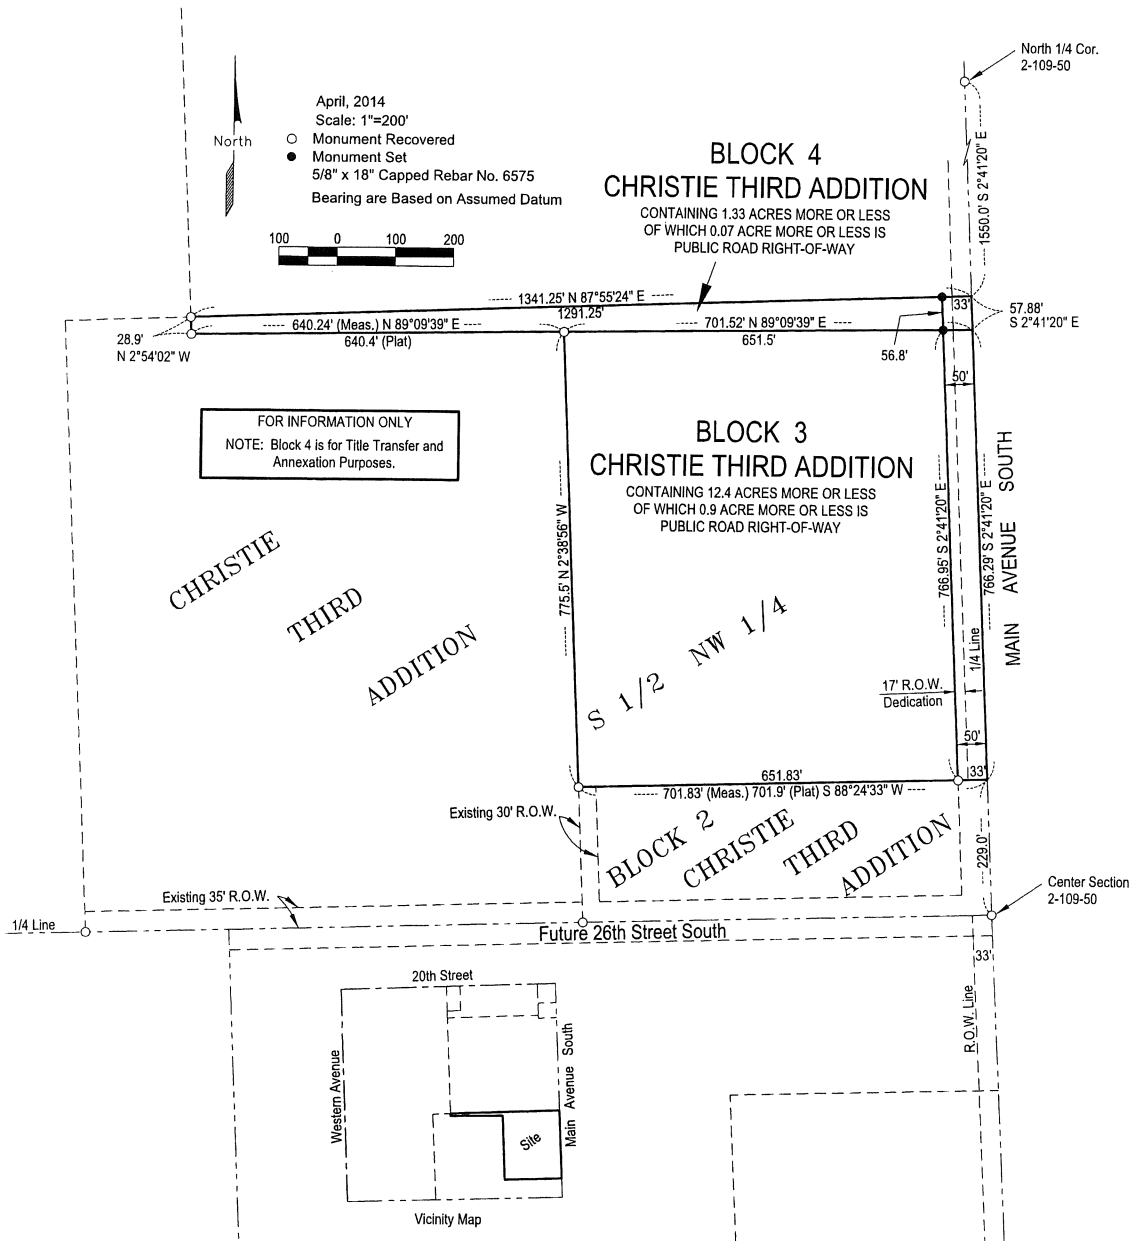 North 1/4 Cor.
2-109-50
April, 2014
Scale: 1"=200'
North
Monument Recovered
Monument Set
5/8" x 18" Capped Rebar No. 6575
Bearing are Based on Assumed Datum
100 0 100 200
BLOCK 4
CHRISTIE THIRD ADDITION
CONTAINING 1.33 ACRES MORE OR LESS
OF WHICH 0.07 ACRE MORE OR LESS IS
PUBLIC ROAD RIGHT-OF-WAY
1550.0' S 2°41'20" E
1341.25' N 87°55'24" E
1291.25'
33'
57.88'
S 2°41'20" E
28.9'
N 2°54'02" W
640.24' (Meas.) N 89°09'39" E
640.4' (Plat)
701.52' N 89°09'39" E
651.5'
56.8'
50'
FOR INFORMATION ONLY
NOTE: Block 4 is for Title Transfer and
Annexation Purposes.
BLOCK 3
CHRISTIE THIRD ADDITION
CONTAINING 12.4 ACRES MORE OR LESS
OF WHICH 0.9 ACRE MORE OR LESS IS
PUBLIC ROAD RIGHT-OF-WAY
775.5' N 2°38'56" W
766.95' S 2°41'20" E
766.29' S 2°41'20" E
MAIN AVENUE SOUTH
CHRISTIE
THIRD
ADDITION
S 1/2 NW 1/4
1/4 Line
17' R.O.W.
Dedication
50'
651.83'
33'
701.83' (Meas.) 701.9' (Plat) S 88°24'33" W
Existing 30' R.O.W.
BLOCK 2
CHRISTIE
THIRD
ADDITION
229.0'
Center Section
2-109-50
Existing 35' R.O.W.
1/4 Line
Future 26th Street South
33'
R.O.W. Line
20th Street
Western Avenue
Main Avenue South
Site
Vicinity Map